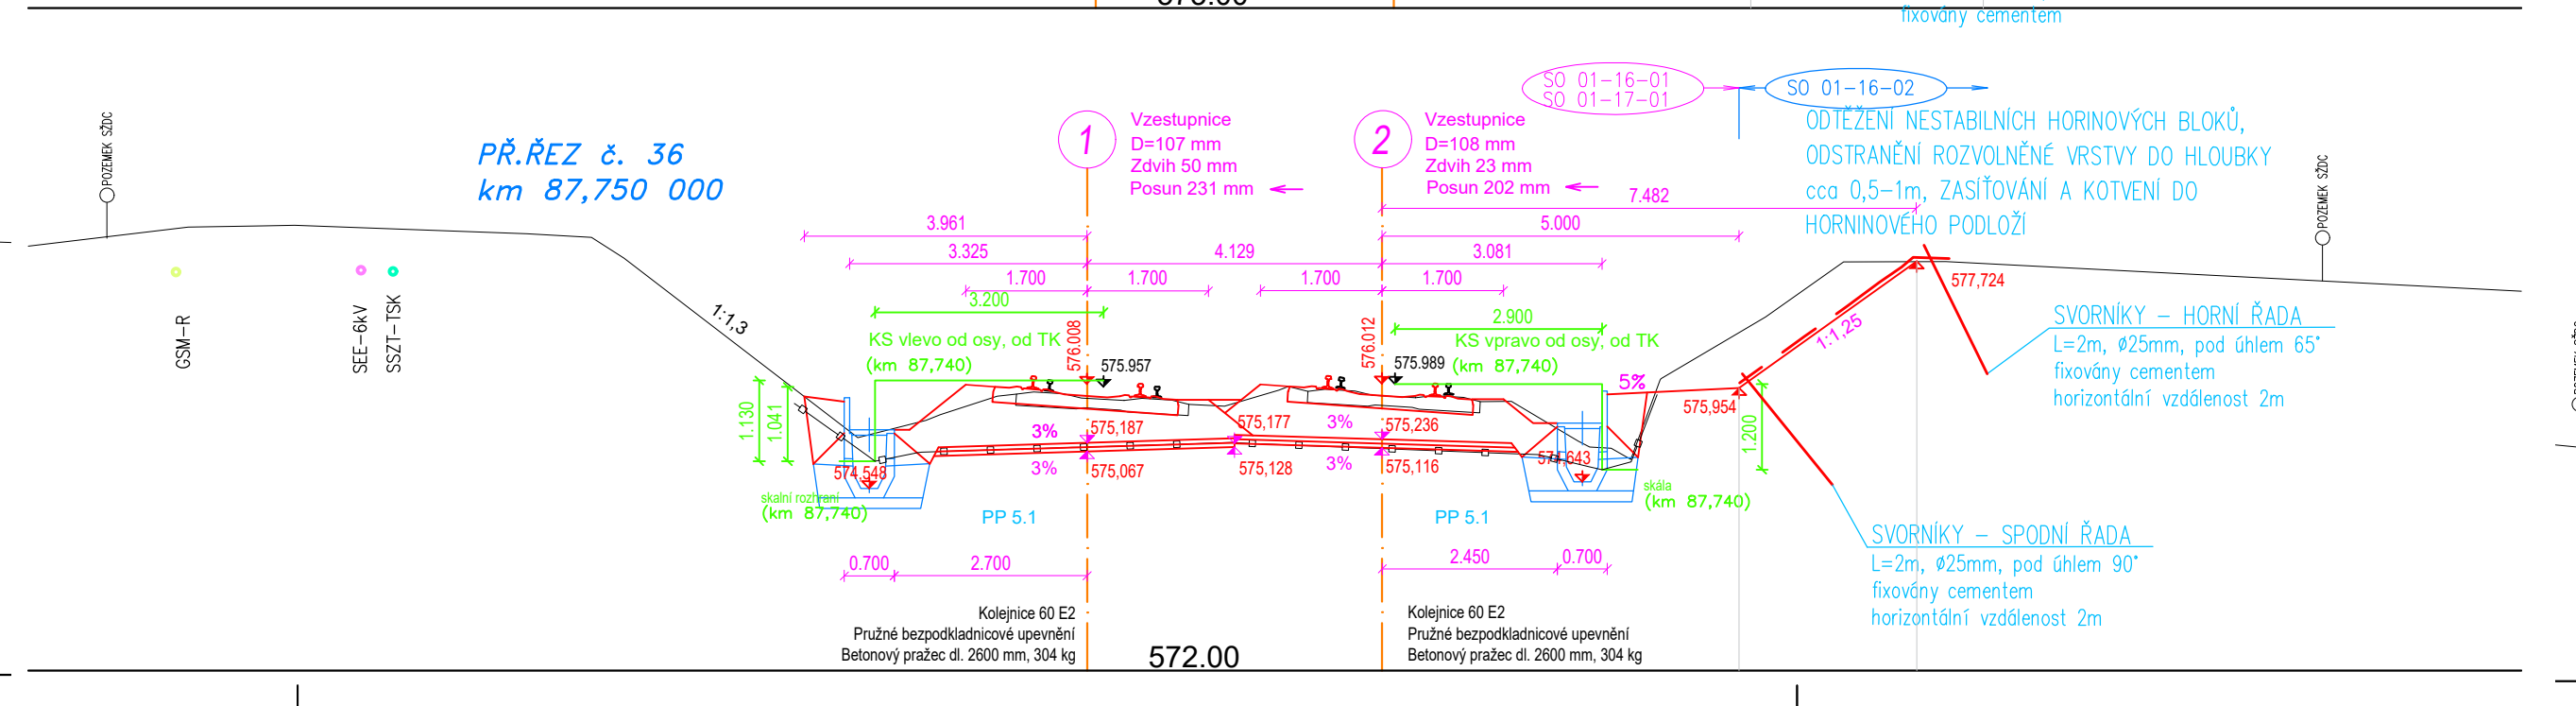 fixovány cementem
SO 01-16-01
SO 01-17-01
SO 01-16-02
ODTĚŽENÍ NESTABILNÍCH HORINOVÝCH BLOKŮ,
ODSTRANĚNÍ ROZVOLNĚNÉ VRSTVY DO HLOUBKY
cca 0,5-1m, ZASÍŤOVÁNÍ A KOTVENÍ DO
HORNINOVÉHO PODLOŽÍ
POZEMEK SŽDC
PŘ.ŘEZ č. 36
km 87,750 000
1
Vzestupnice
D=107 mm
Zdvih 50 mm
Posun 231 mm
2
Vzestupnice
D=108 mm
Zdvih 23 mm
Posun 202 mm
POZEMEK SŽDC
7.482
3.961
5.000
3.325
4.129
3.081
1.700
1.700
1.700
1.700
3.200
2.900
GSM-R
SEE-6kV
SSZT-TSK
1:1,3
KS vlevo od osy, od TK
(km 87,740)
576.008
575.957
576.012
575.989
KS vpravo od osy, od TK
(km 87,740)
1:1,25
577,724
SVORNÍKY - HORNÍ ŘADA
L=2m, ø25mm, pod úhlem 65°
fixovány cementem
horizontální vzdálenost 2m
5%
575,954
1.200
1.130
1.041
3%
575,187
575,177
3%
575,236
3%
575,067
575,128
3%
575,116
574,548
574,643
skalní rozhraní
(km 87,740)
skála
(km 87,740)
PP 5.1
PP 5.1
SVORNÍKY - SPODNÍ ŘADA
L=2m, ø25mm, pod úhlem 90°
fixovány cementem
horizontální vzdálenost 2m
0.700
2.700
2.450
0.700
Kolejnice 60 E2
Pružné bezpodkladnicové upevnění
Betonový pražec dl. 2600 mm, 304 kg
572.00
Kolejnice 60 E2
Pružné bezpodkladnicové upevnění
Betonový pražec dl. 2600 mm, 304 kg